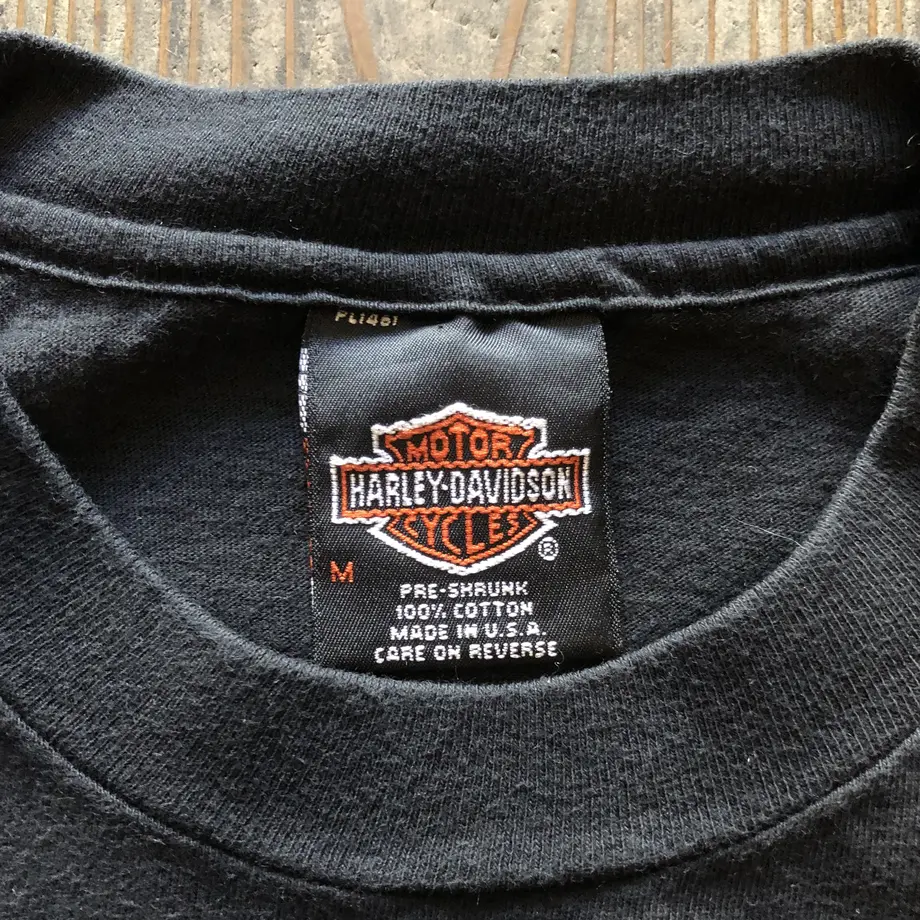 MOTOR
HARLEY-DAVIDSON
CYCLES
®
M
PRE-SHRUNK
100% COTTON
MADE IN U.S.A.
CARE ON REVERSE